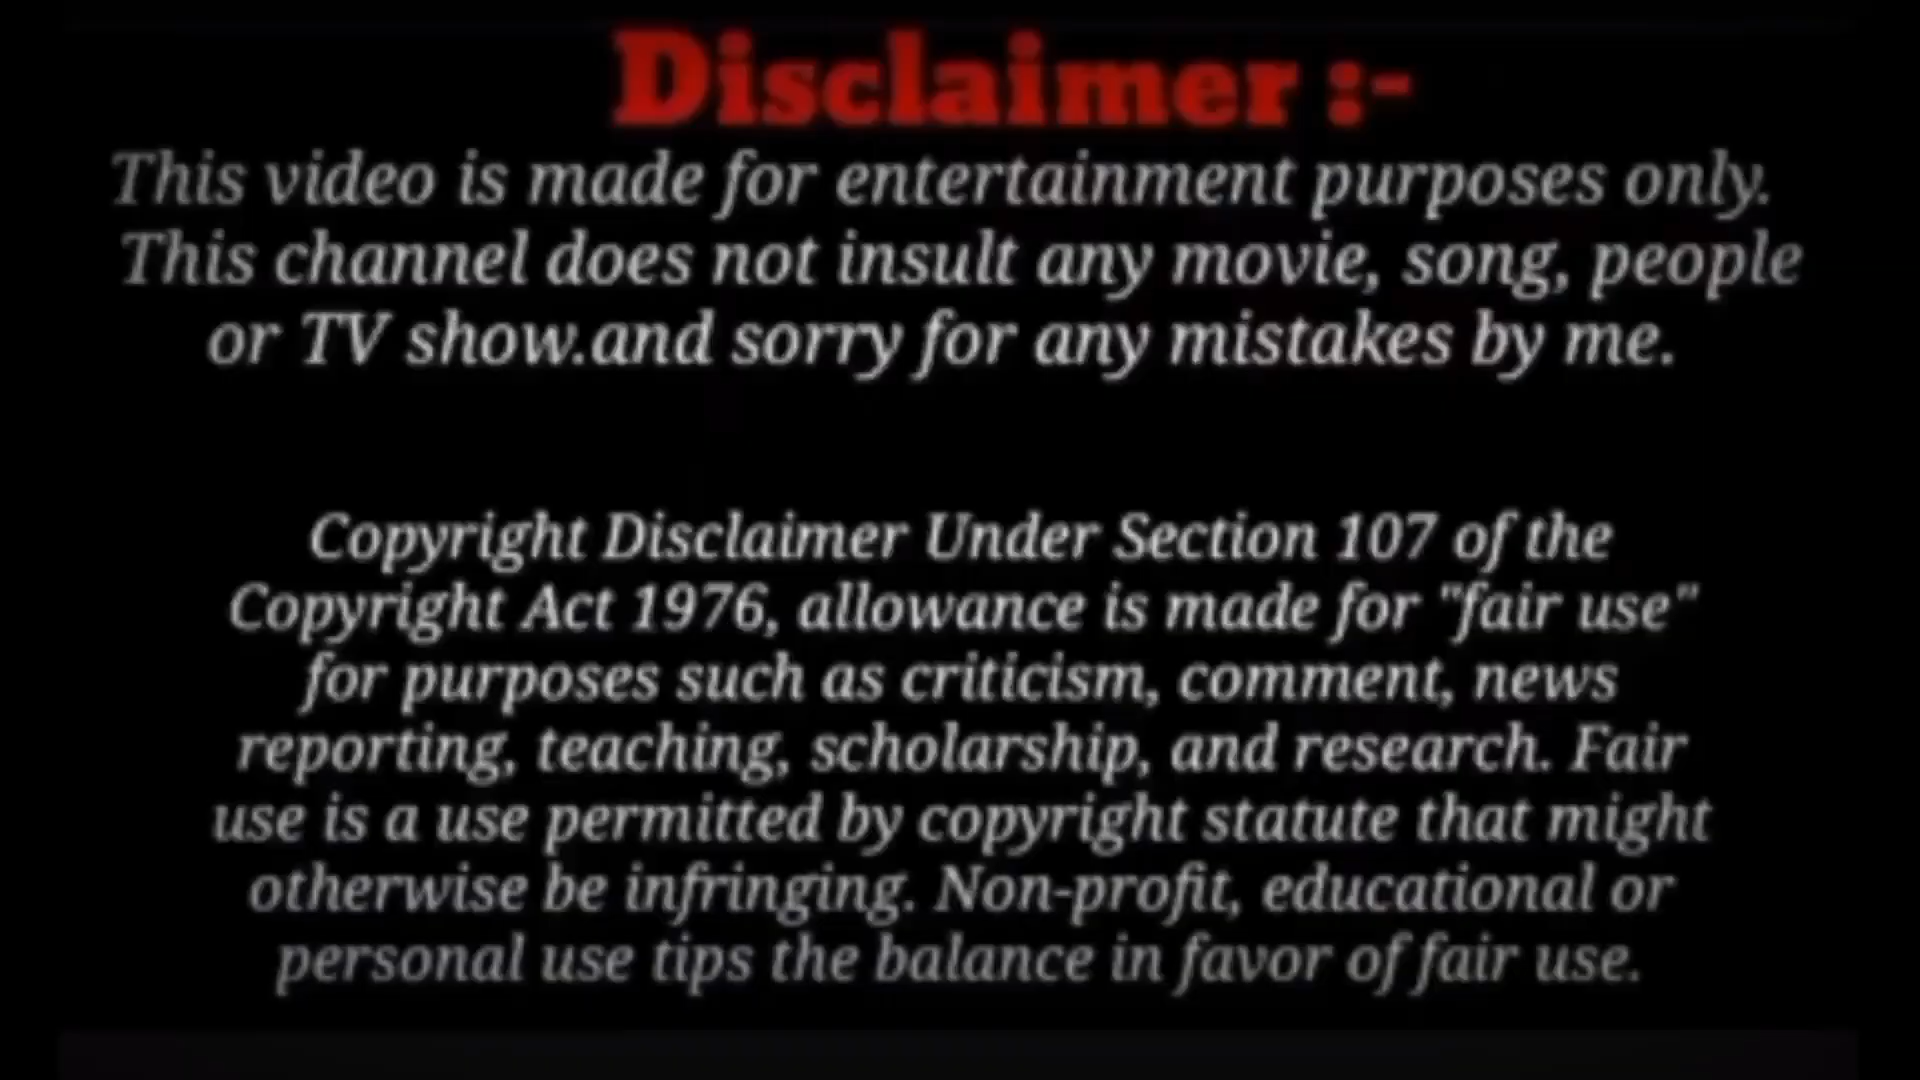 Disclaimer :-
This video is made for entertainment purposes only.
This channel does not insult any movie, song, people
or TV show.and sorry for any mistakes by me.
Copyright Disclaimer Under Section 107 of the
Copyright Act 1976, allowance is made for "fair use"
for purposes such as criticism, comment, news
reporting, teaching, scholarship, and research. Fair
use is a use permitted by copyright statute that might
otherwise be infringing. Non-profit, educational or
personal use tips the balance in favor of fair use.